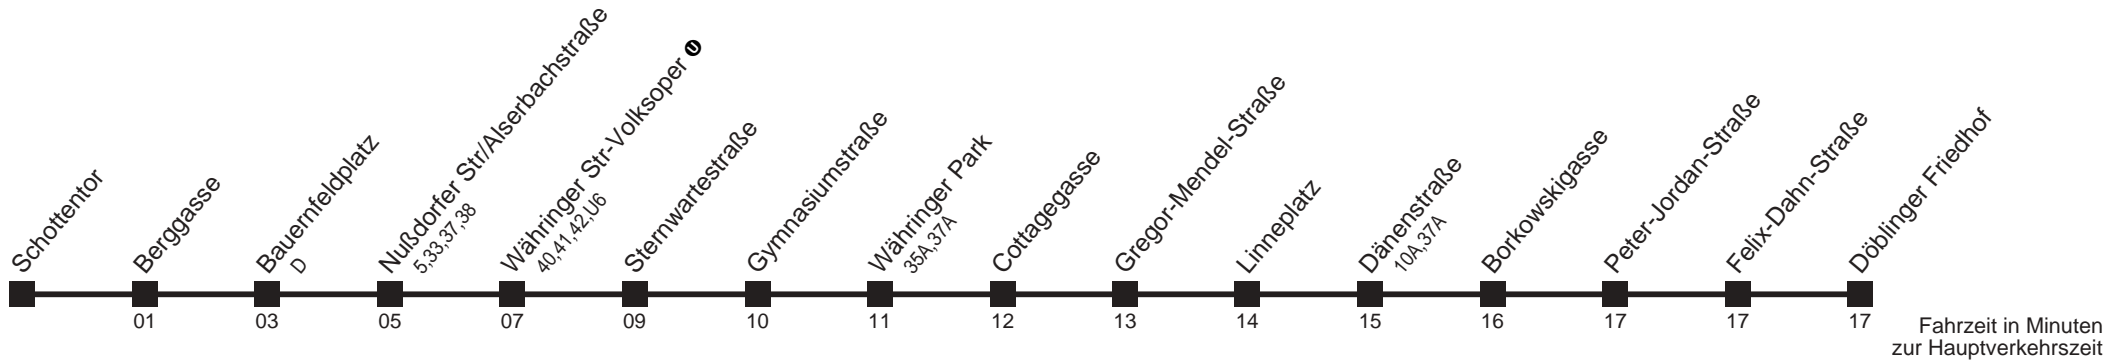 Schottentor
Berggasse
Bauernfeldplatz
D
Nußdorfer Str/Alserbachstraße
5,33,37,38
Währinger Str-Volksoper U
40,41,42,U6
Sternwartestraße
Gymnasiumstraße
Währinger Park
35A,37A
Cottagegasse
Gregor-Mendel-Straße
Linneplatz
Dänenstraße
10A,37A
Borkowskigasse
Peter-Jordan-Straße
Felix-Dahn-Straße
Döblinger Friedhof
01 03 05 07 09 10 11 12 13 14 15 16 17 17 17
Fahrzeit in Minuten
zur Hauptverkehrszeit